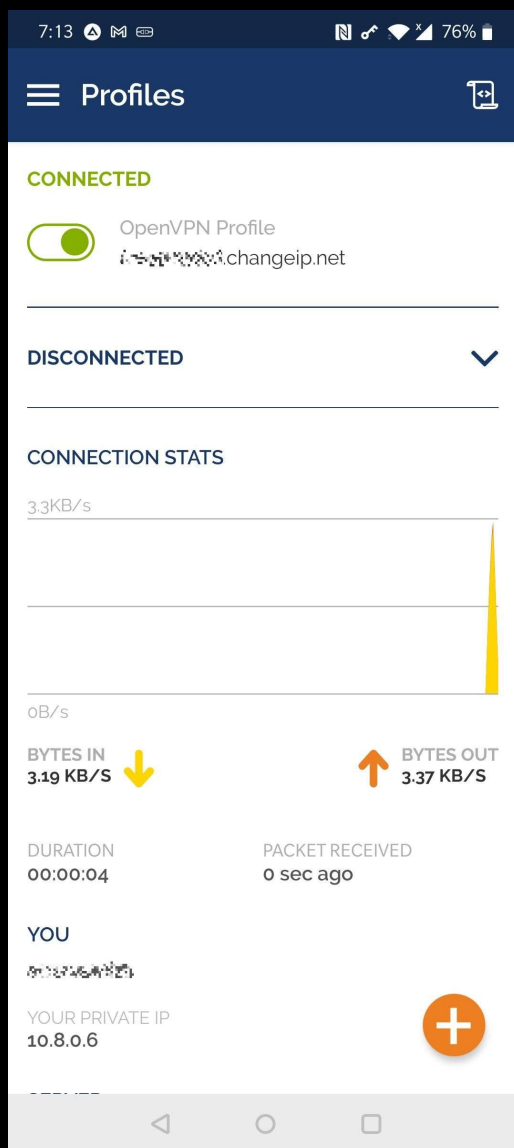 7:13
76%
Profiles
CONNECTED
OpenVPN Profile
.changeip.net
DISCONNECTED
CONNECTION STATS
3.3KB/s
0B/s
BYTES IN
3.19 KB/S
BYTES OUT
3.37 KB/S
DURATION
00:00:04
PACKET RECEIVED
0 sec ago
YOU
YOUR PRIVATE IP
10.8.0.6